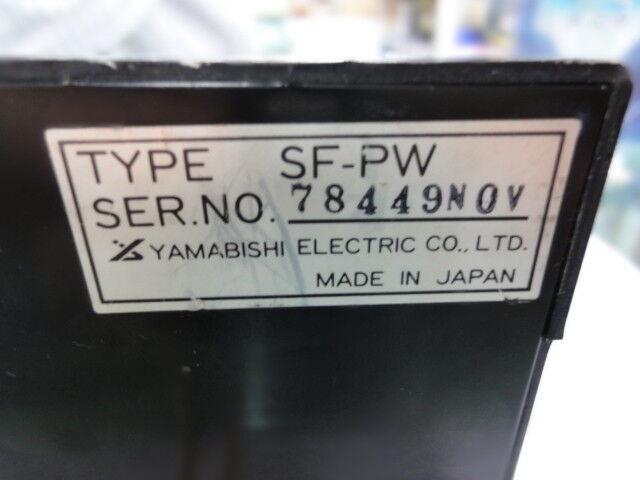 TYPE SF-PW
SER.NO. 78449NOV
YAMABISHI ELECTRIC CO., LTD.
MADE IN JAPAN